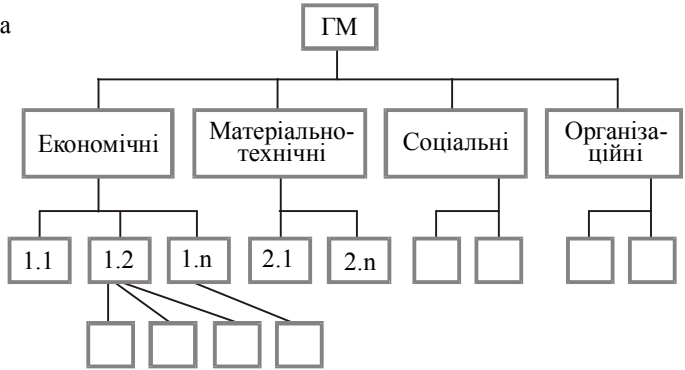 а
ГМ
Економічні
Матеріально-
технічні
Соціальні
Організа-
ційні
1.1
1.2
1.n
2.1
2.n